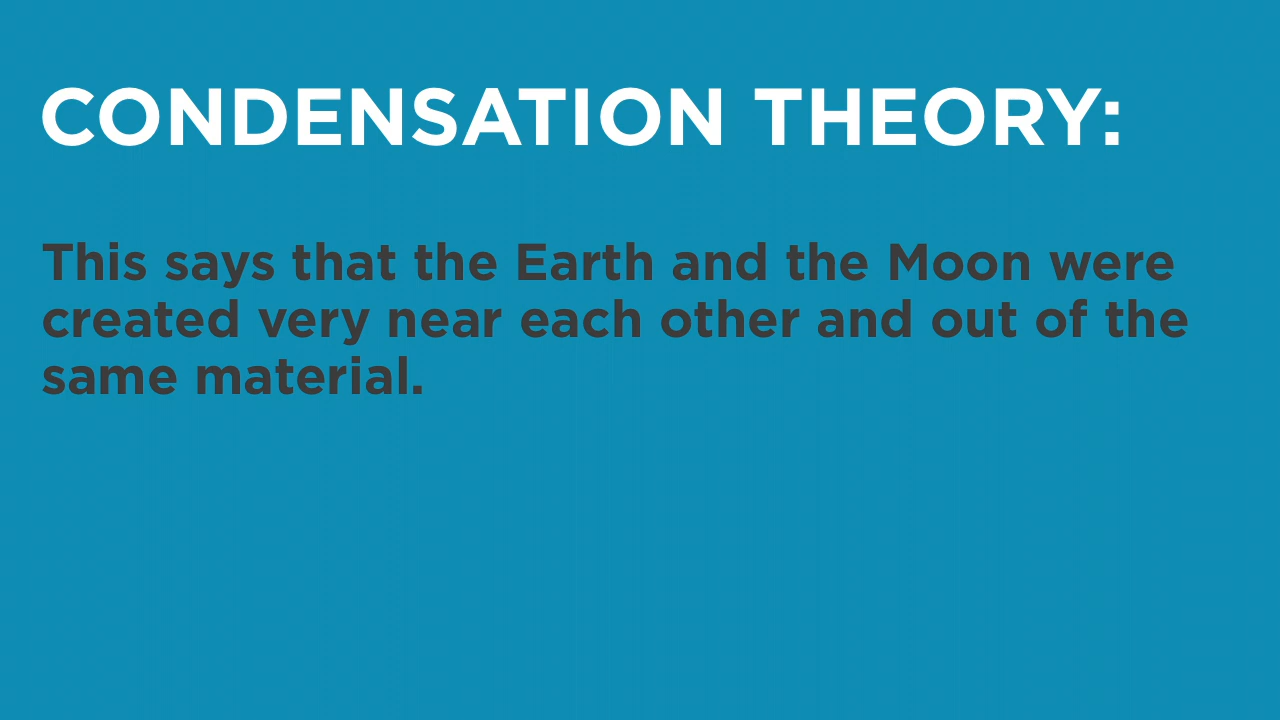 CONDENSATION THEORY:
This says that the Earth and the Moon were
created very near each other and out of the
same material.